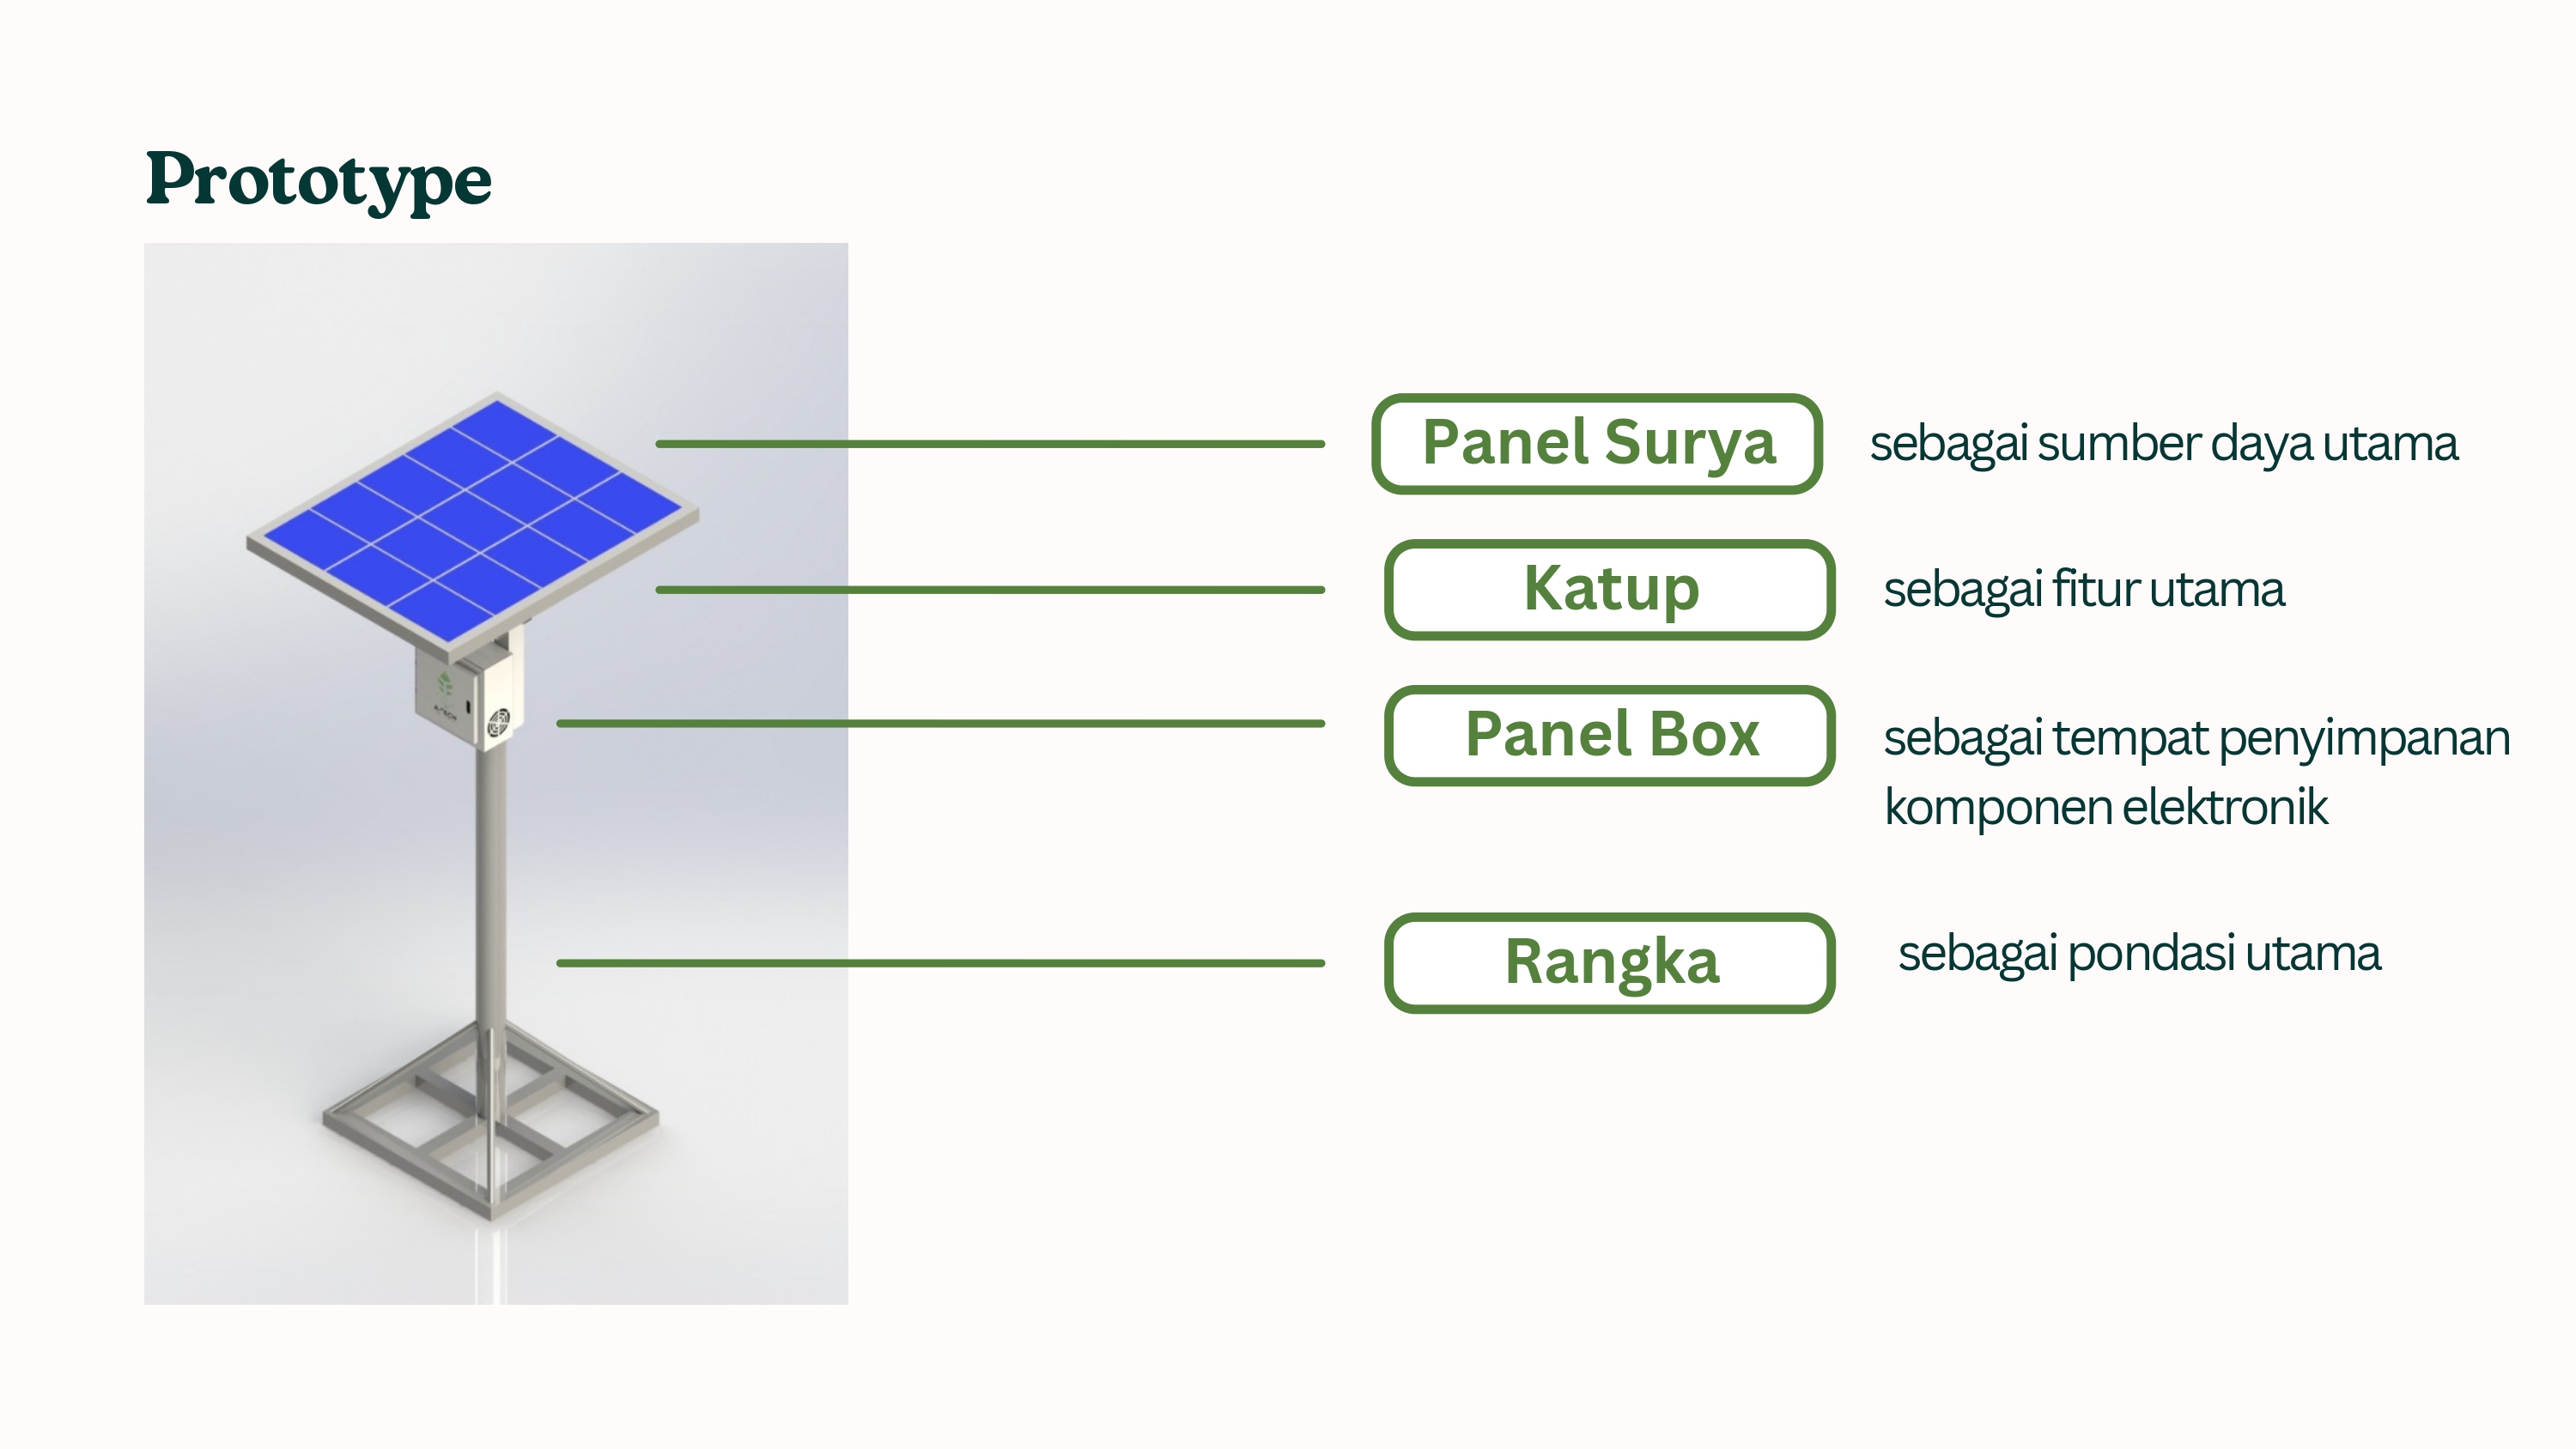 Prototype
Panel Surya sebagai sumber daya utama
Katup sebagai fitur utama
Panel Box sebagai tempat penyimpanan
komponen elektronik
Rangka sebagai pondasi utama